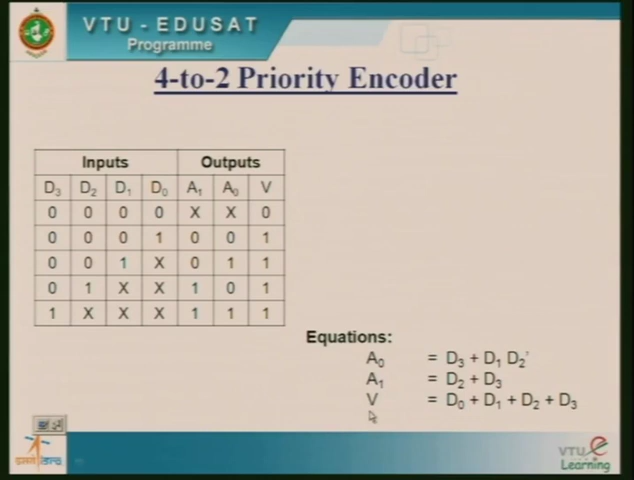 VTU - EDUSAT
Programme
4-to-2 Priority Encoder
Inputs Outputs
D3 D2 D1 D0 A1 A0 V
0 0 0 0 X X 0
0 0 0 1 0 0 1
0 0 1 X 0 1 1
0 1 X X 1 0 1
1 X X X 1 1 1
Equations:
A0 = D3 + D1 D2'
A1 = D2 + D3
V = D0 + D1 + D2 + D3
VTU e
Learning